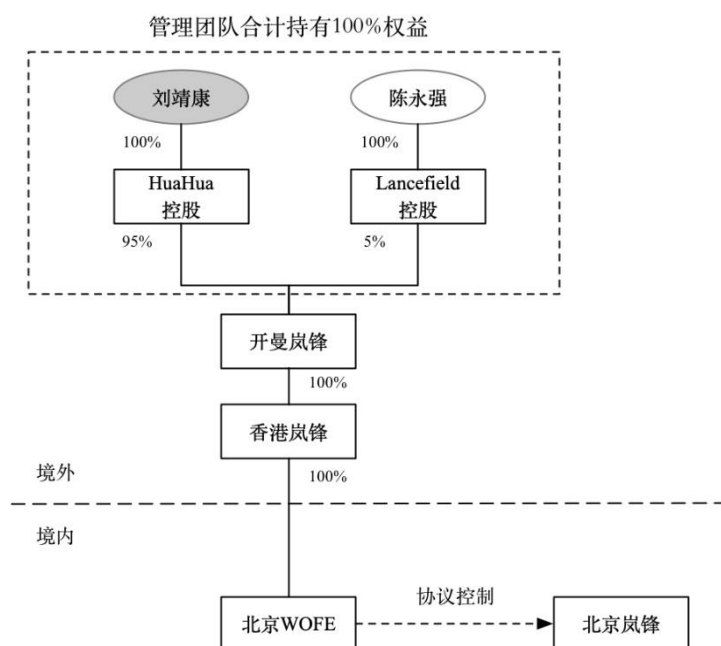 管理团队合计持有100%权益
刘靖康
陈永强
100%
100%
HuaHua
控股
Lancefield
控股
95%
5%
开曼岚锋
100%
香港岚锋
100%
境外
境内
协议控制
北京WOFE
北京岚锋